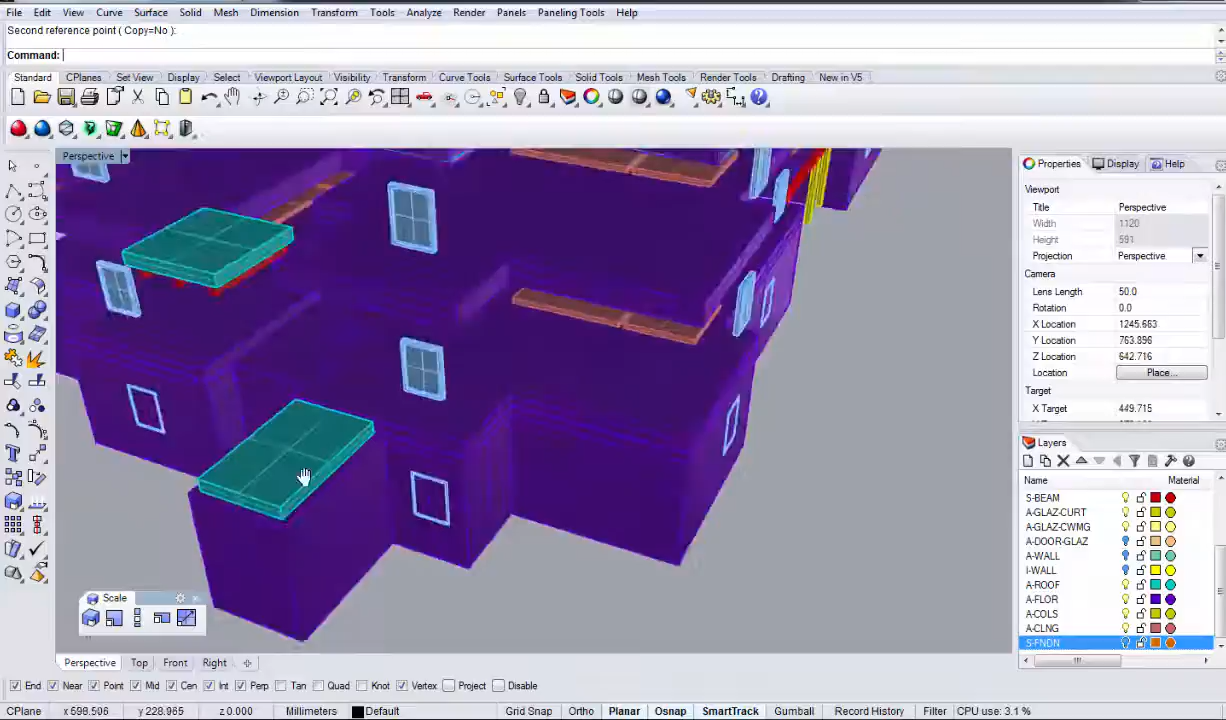 File Edit View Curve Surface Solid Mesh Dimension Transform Tools Analyze Render Panels Paneling Tools Help
Second reference point ( Copy=No ):
Command:
Standard CPlanes Set View Display Select Viewport Layout Visibility Transform Curve Tools Surface Tools Solid Tools Mesh Tools Render Tools Drafting New in V5
Perspective
Properties Display Help
Viewport
Title Perspective
Width 1120
Height 591
Projection Perspective
Camera
Lens Length 50.0
Rotation 0.0
X Location 1245.663
Y Location 763.896
Z Location 642.716
Location Place...
Target
X Target 449.715
Layers
Name Material
S-BEAM
A-GLAZ-CURT
A-GLAZ-CWMG
A-DOOR-GLAZ
A-WALL
I-WALL
A-ROOF
A-FLOR
A-COLS
A-CLNG
S-FNDN
Scale
Perspective Top Front Right
End Near Point Mid Cen Int Perp Tan Quad Knot Vertex Project Disable
CPlane x 598.506 y 228.965 z 0.000 Millimeters Default Grid Snap Ortho Planar Osnap SmartTrack Gumball Record History Filter CPU use: 3.1 %